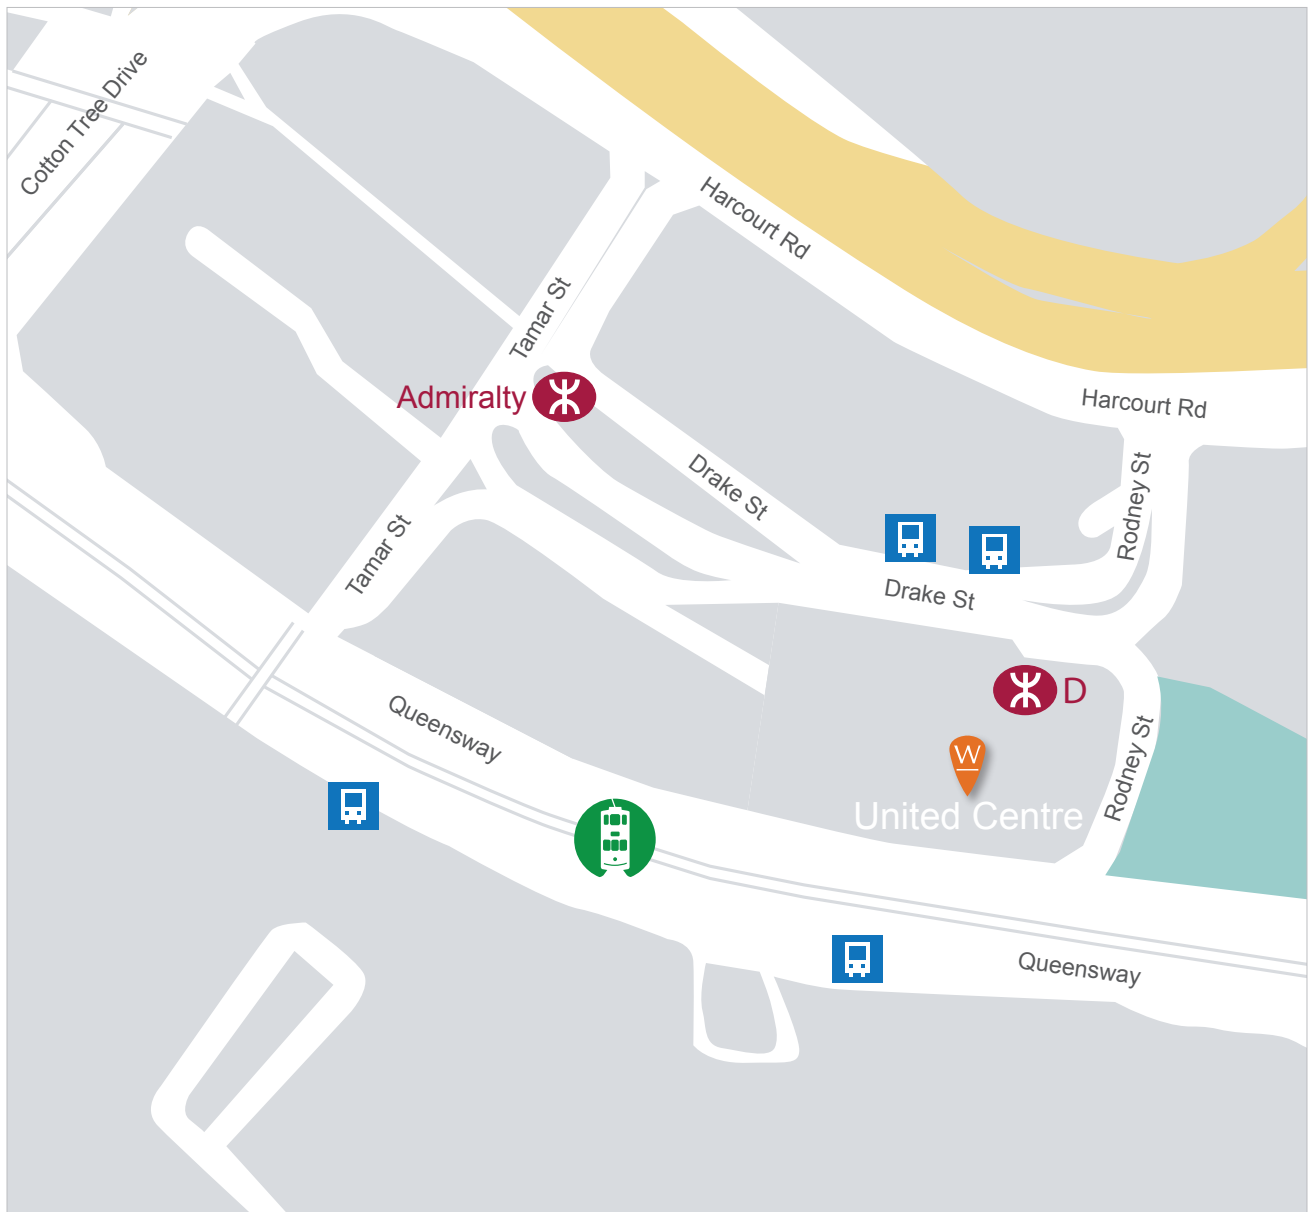 Cotton Tree Drive
Harcourt Rd
Tamar St
Admiralty
Harcourt Rd
Drake St
Rodney St
Tamar St
Drake St
D
Queensway
W
Rodney St
United Centre
Queensway